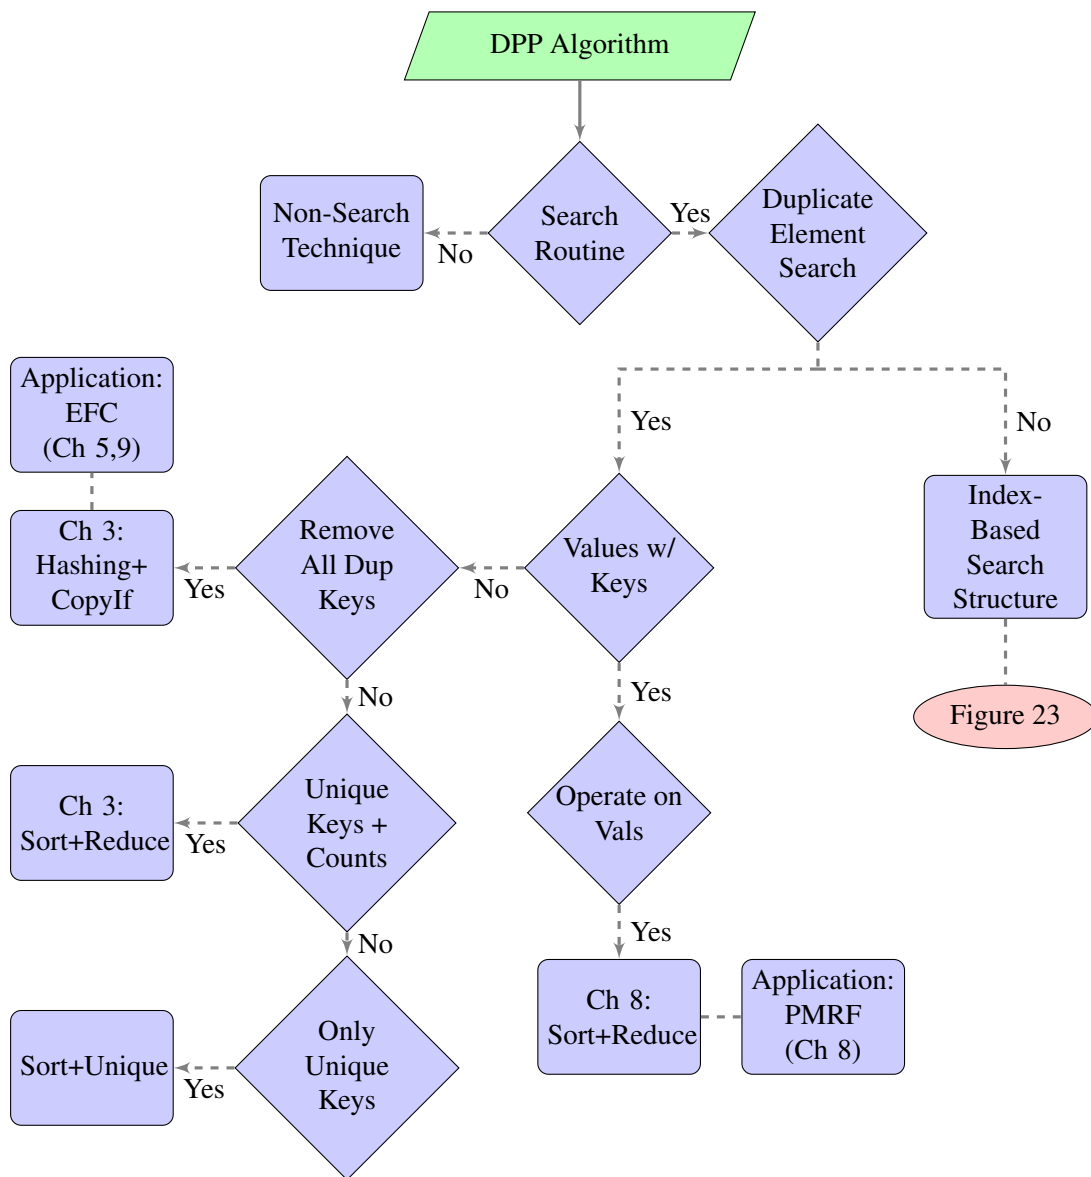 DPP Algorithm
Non-Search
Technique
No
Search
Routine
Yes
Duplicate
Element
Search
Yes
No
Application:
EFC
(Ch 5,9)
Ch 3:
Hashing+
CopyIf
Yes
Remove
All Dup
Keys
No
Values w/
Keys
Index-
Based
Search
Structure
Figure 23
No
Yes
Ch 3:
Sort+Reduce
Yes
Unique
Keys +
Counts
Operate on
Vals
No
Yes
Sort+Unique
Yes
Only
Unique
Keys
Ch 8:
Sort+Reduce
Application:
PMRF
(Ch 8)